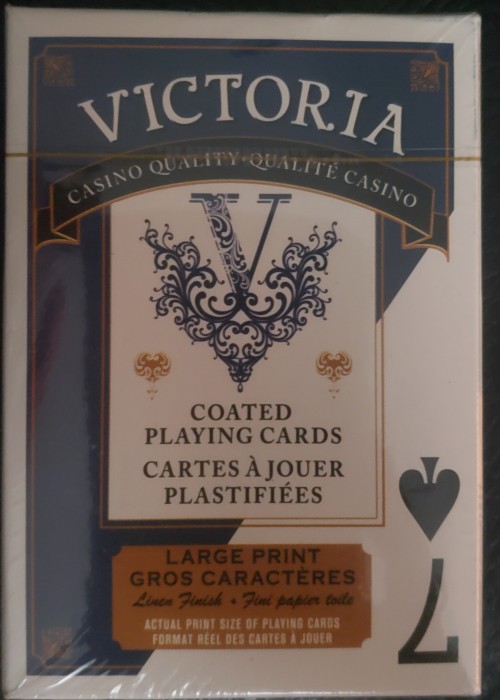 VICTORIA
CASINO QUALITY•QUALITÉ CASINO
V
COATED
PLAYING CARDS
CARTES À JOUER
PLASTIFIÉES
LARGE PRINT
GROS CARACTÈRES
Linen Finish • Fini papier toile
ACTUAL PRINT SIZE OF PLAYING CARDS
FORMAT RÉEL DES CARTES À JOUER
7